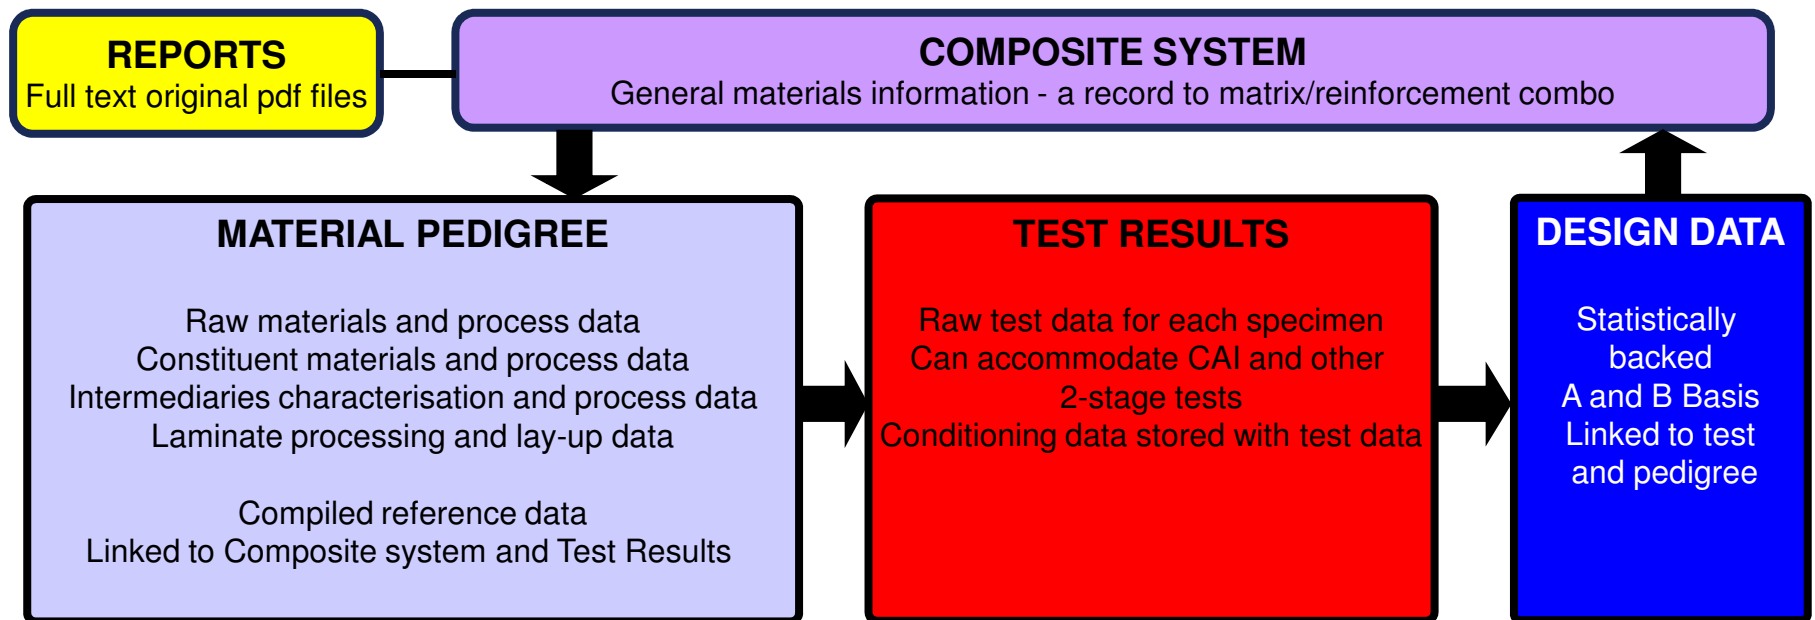 REPORTS
Full text original pdf files
COMPOSITE SYSTEM
General materials information - a record to matrix/reinforcement combo
MATERIAL PEDIGREE
Raw materials and process data
Constituent materials and process data
Intermediaries characterisation and process data
Laminate processing and lay-up data
Compiled reference data
Linked to Composite system and Test Results
TEST RESULTS
Raw test data for each specimen
Can accommodate CAI and other
2-stage tests
Conditioning data stored with test data
DESIGN DATA
Statistically
backed
A and B Basis
Linked to test
and pedigree